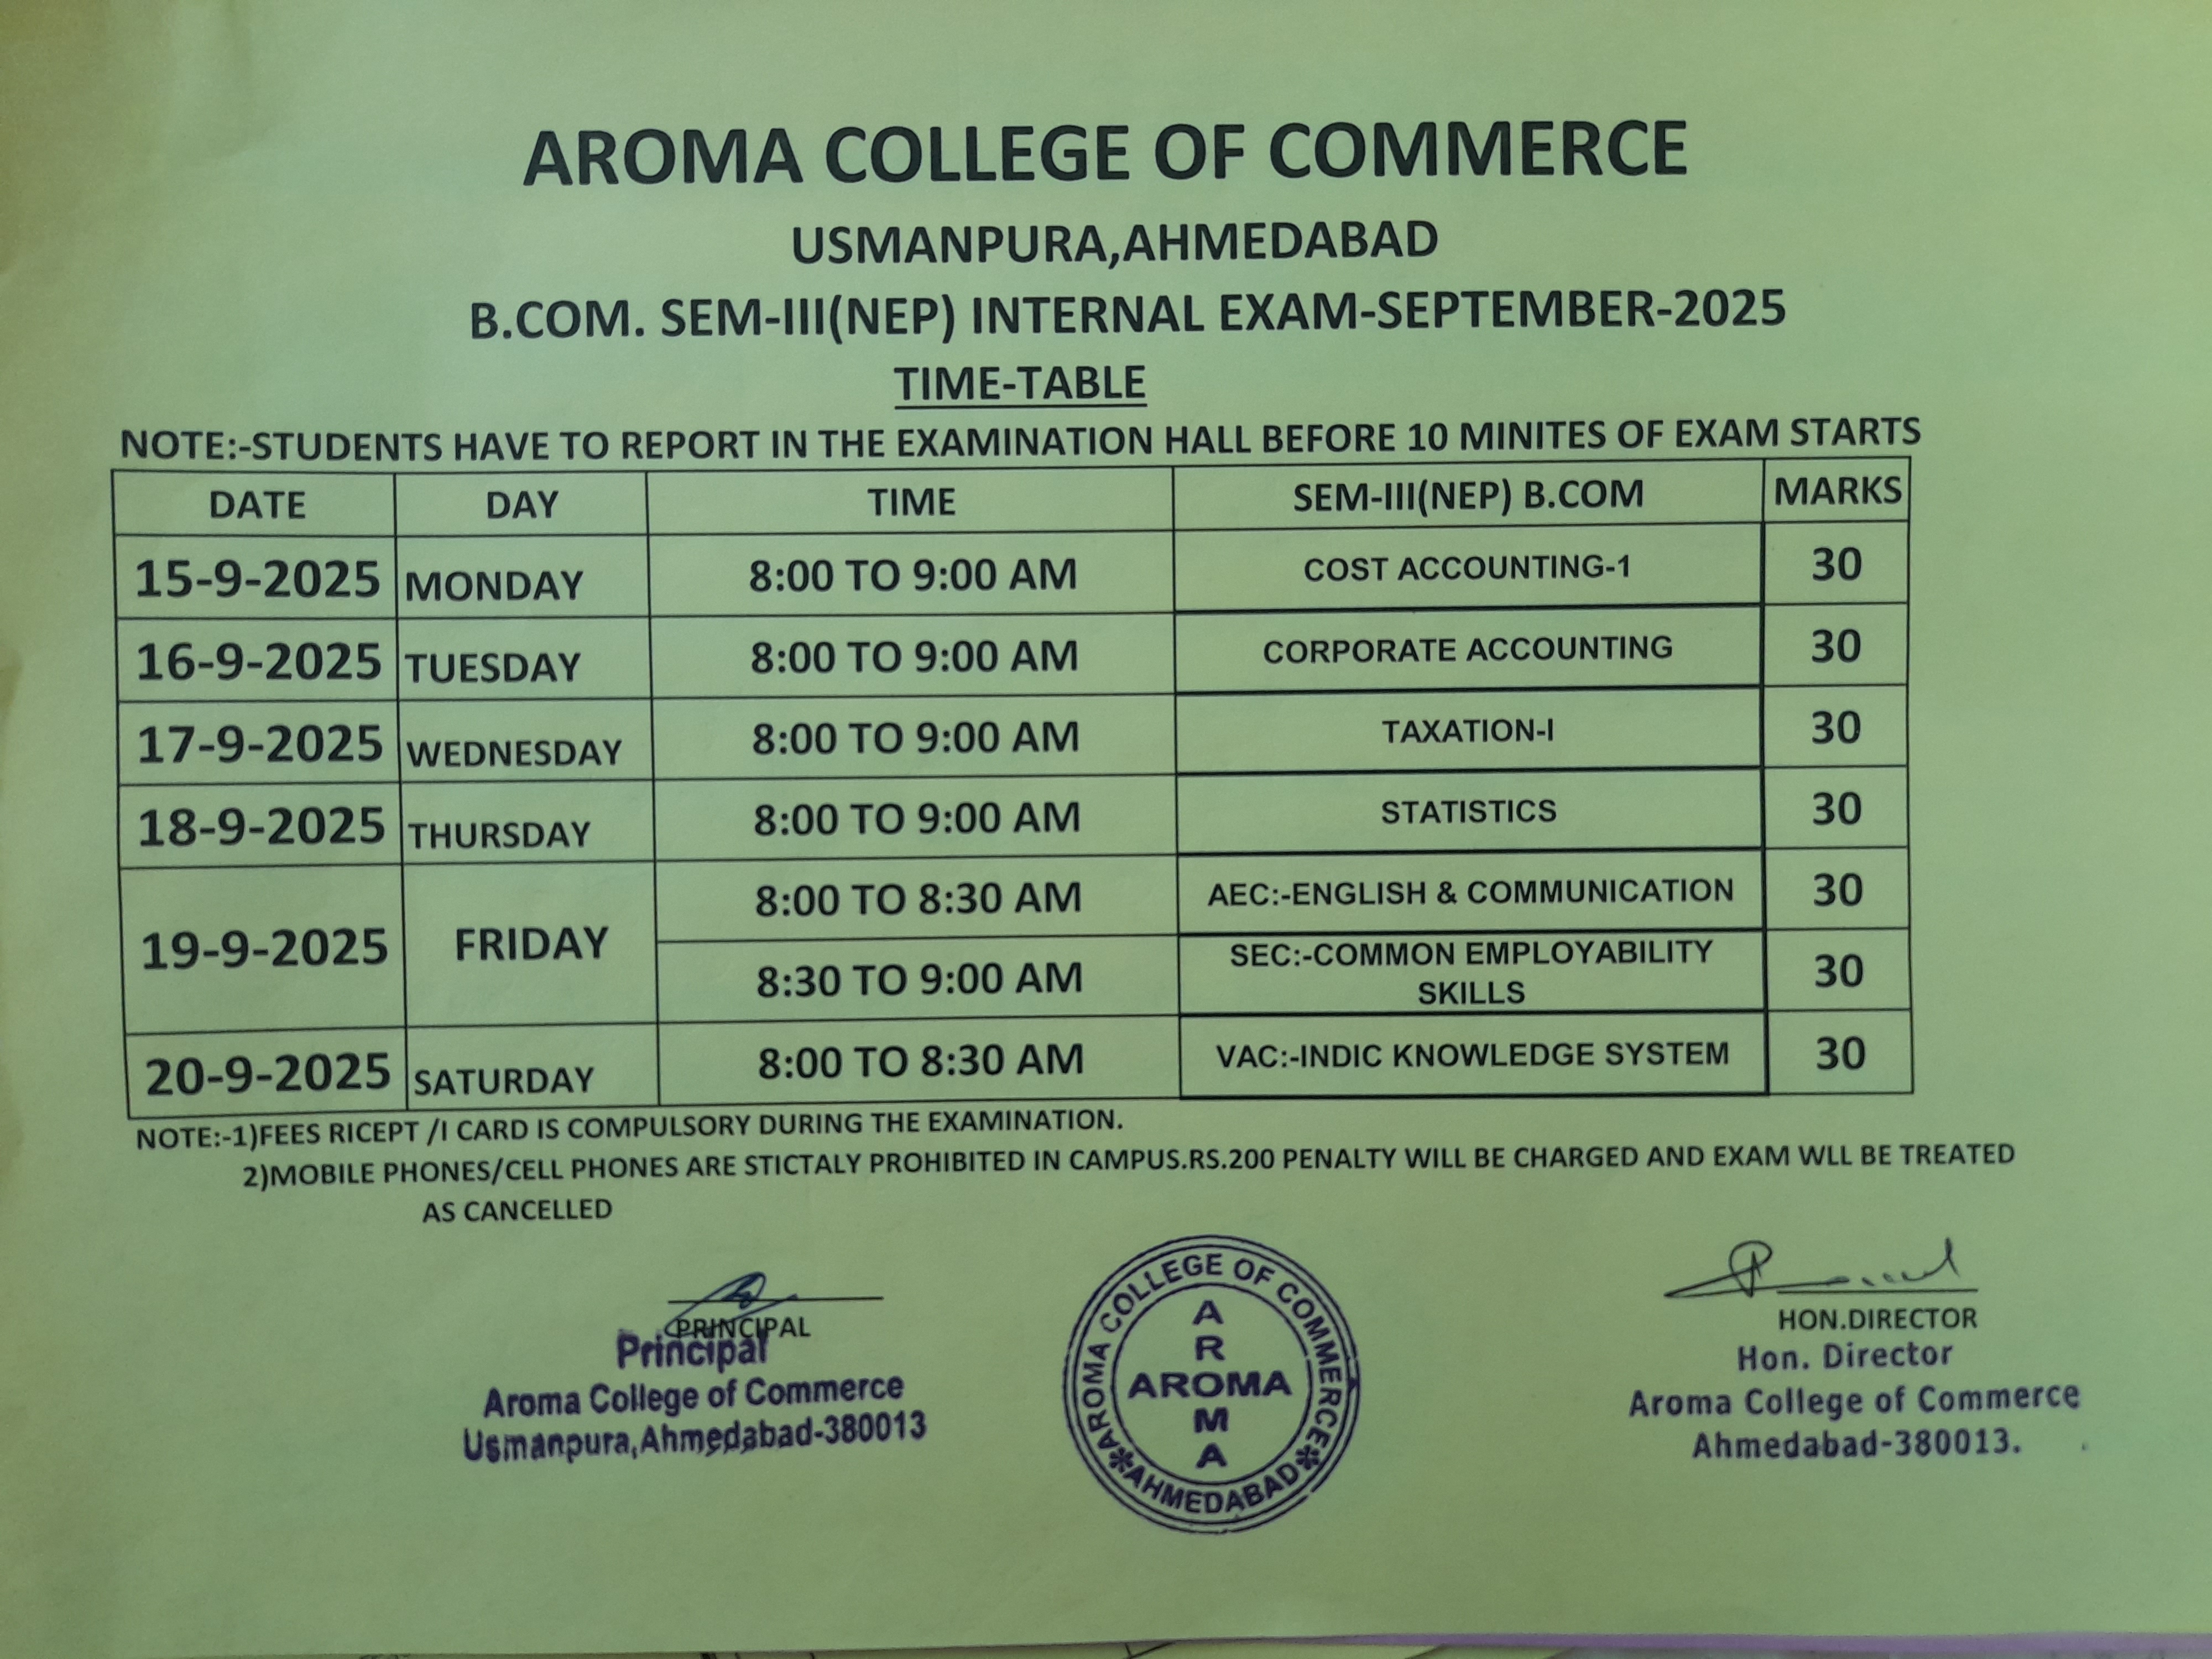 AROMA COLLEGE OF COMMERCE
USMANPURA,AHMEDABAD
B.COM. SEM-III(NEP) INTERNAL EXAM-SEPTEMBER-2025
TIME-TABLE
NOTE:-STUDENTS HAVE TO REPORT IN THE EXAMINATION HALL BEFORE 10 MINITES OF EXAM STARTS
DATE DAY TIME SEM-III(NEP) B.COM MARKS
15-9-2025 MONDAY 8:00 TO 9:00 AM COST ACCOUNTING-1 30
16-9-2025 TUESDAY 8:00 TO 9:00 AM CORPORATE ACCOUNTING 30
17-9-2025 WEDNESDAY 8:00 TO 9:00 AM TAXATION-I 30
18-9-2025 THURSDAY 8:00 TO 9:00 AM STATISTICS 30
19-9-2025 FRIDAY 8:00 TO 8:30 AM AEC:-ENGLISH & COMMUNICATION 30
8:30 TO 9:00 AM SEC:-COMMON EMPLOYABILITY
SKILLS 30
20-9-2025 SATURDAY 8:00 TO 8:30 AM VAC:-INDIC KNOWLEDGE SYSTEM 30
NOTE:-1)FEES RICEPT /I CARD IS COMPULSORY DURING THE EXAMINATION.
2)MOBILE PHONES/CELL PHONES ARE STICTALY PROHIBITED IN CAMPUS.RS.200 PENALTY WILL BE CHARGED AND EXAM WLL BE TREATED
AS CANCELLED
PRINCIPAL
Principal
Aroma College of Commerce
Usmanpura,Ahmedabad-380013
AROMA COLLEGE OF COMMERCE
A
R
AROMA
M
A
AHMEDABAD
HON.DIRECTOR
Hon. Director
Aroma College of Commerce
Ahmedabad-380013.